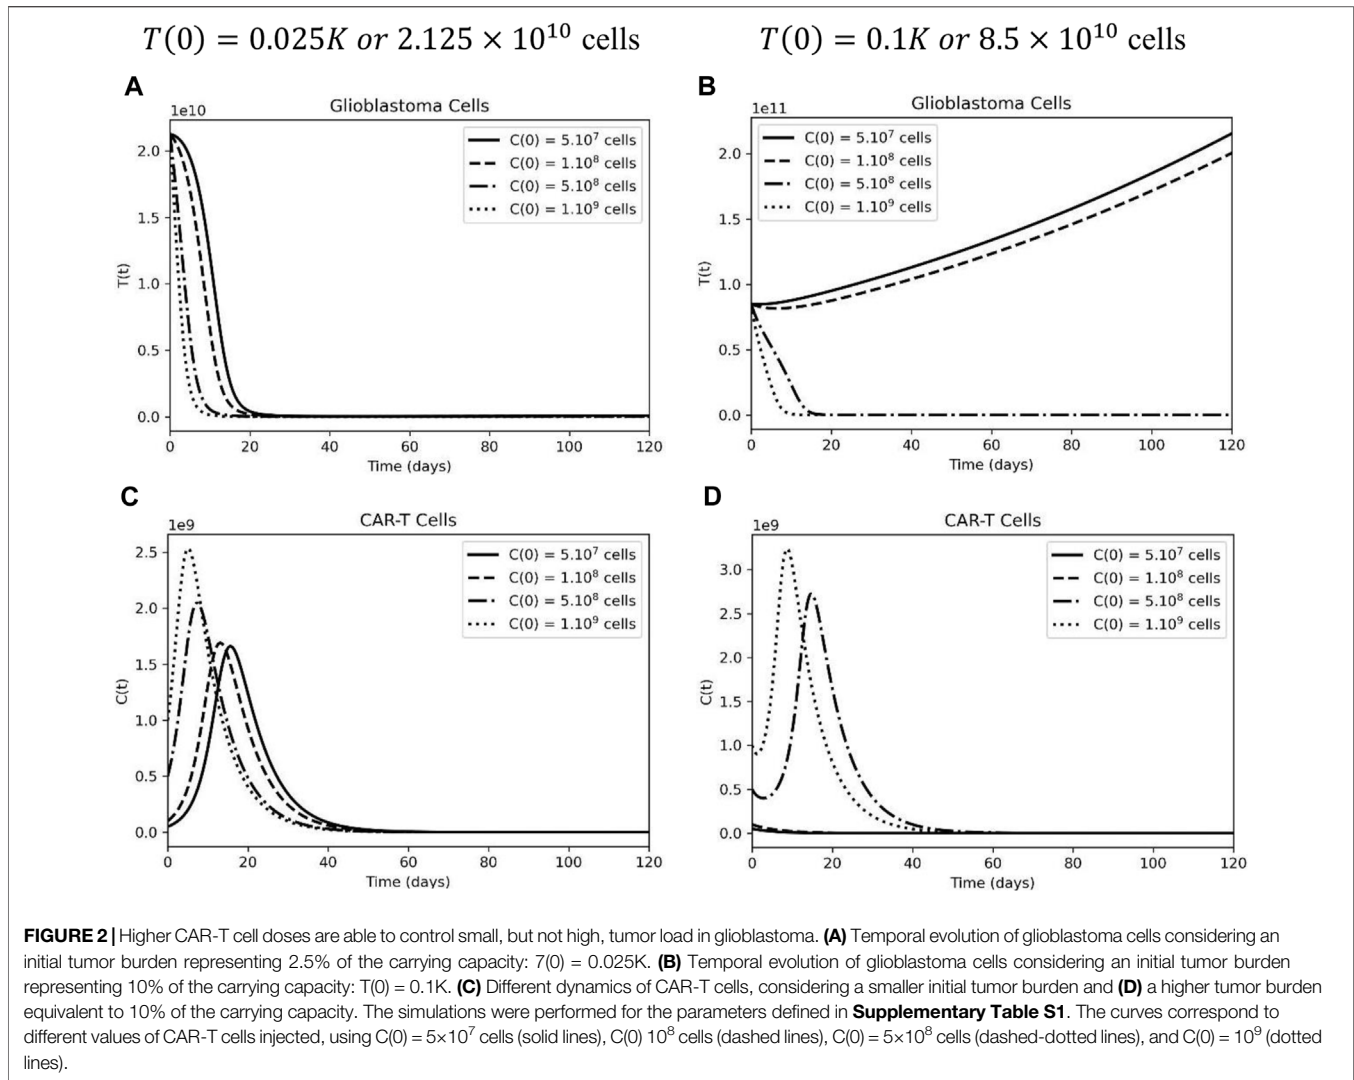 T(0) = 0.025K or 2.125 × 10¹⁰ cells
T(0) = 0.1K or 8.5 × 10¹⁰ cells
A
1e10
Glioblastoma Cells
C(0) = 5.10⁷ cells
C(0) = 1.10⁸ cells
C(0) = 5.10⁸ cells
C(0) = 1.10⁹ cells
2.0
1.5
1.0
0.5
0.0
T(t)
0 20 40 60 80 100 120
Time (days)
B
1e11
Glioblastoma Cells
C(0) = 5.10⁷ cells
C(0) = 1.10⁸ cells
C(0) = 5.10⁸ cells
C(0) = 1.10⁹ cells
2.0
1.5
1.0
0.5
0.0
T(t)
0 20 40 60 80 100 120
Time (days)
C
1e9
CAR-T Cells
C(0) = 5.10⁷ cells
C(0) = 1.10⁸ cells
C(0) = 5.10⁸ cells
C(0) = 1.10⁹ cells
2.5
2.0
1.5
1.0
0.5
0.0
C(t)
0 20 40 60 80 100 120
Time (days)
D
1e9
CAR-T Cells
C(0) = 5.10⁷ cells
C(0) = 1.10⁸ cells
C(0) = 5.10⁸ cells
C(0) = 1.10⁹ cells
3.0
2.5
2.0
1.5
1.0
0.5
0.0
C(t)
0 20 40 60 80 100 120
Time (days)
FIGURE 2 | Higher CAR-T cell doses are able to control small, but not high, tumor load in glioblastoma. (A) Temporal evolution of glioblastoma cells considering an
initial tumor burden representing 2.5% of the carrying capacity: 7(0) = 0.025K. (B) Temporal evolution of glioblastoma cells considering an initial tumor burden
representing 10% of the carrying capacity: T(0) = 0.1K. (C) Different dynamics of CAR-T cells, considering a smaller initial tumor burden and (D) a higher tumor burden
equivalent to 10% of the carrying capacity. The simulations were performed for the parameters defined in Supplementary Table S1. The curves correspond to
different values of CAR-T cells injected, using C(0) = 5×10⁷ cells (solid lines), C(0) 10⁸ cells (dashed lines), C(0) = 5×10⁸ cells (dashed-dotted lines), and C(0) = 10⁹ (dotted
lines).